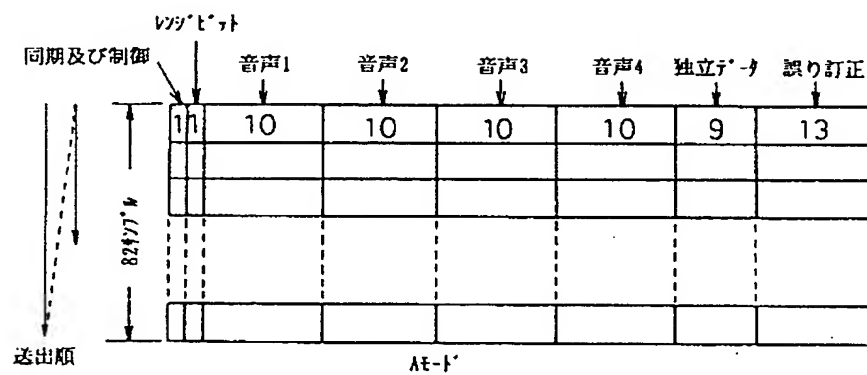 ﾚﾝｼﾞﾋﾞｯﾄ
同期及び制御
音声1
音声2
音声3
音声4
独立ﾃﾞｰﾀ
誤り訂正
1
1
10
10
10
10
9
13
82ｻﾝﾌﾟﾙ
送出順
Aﾓｰﾄﾞ